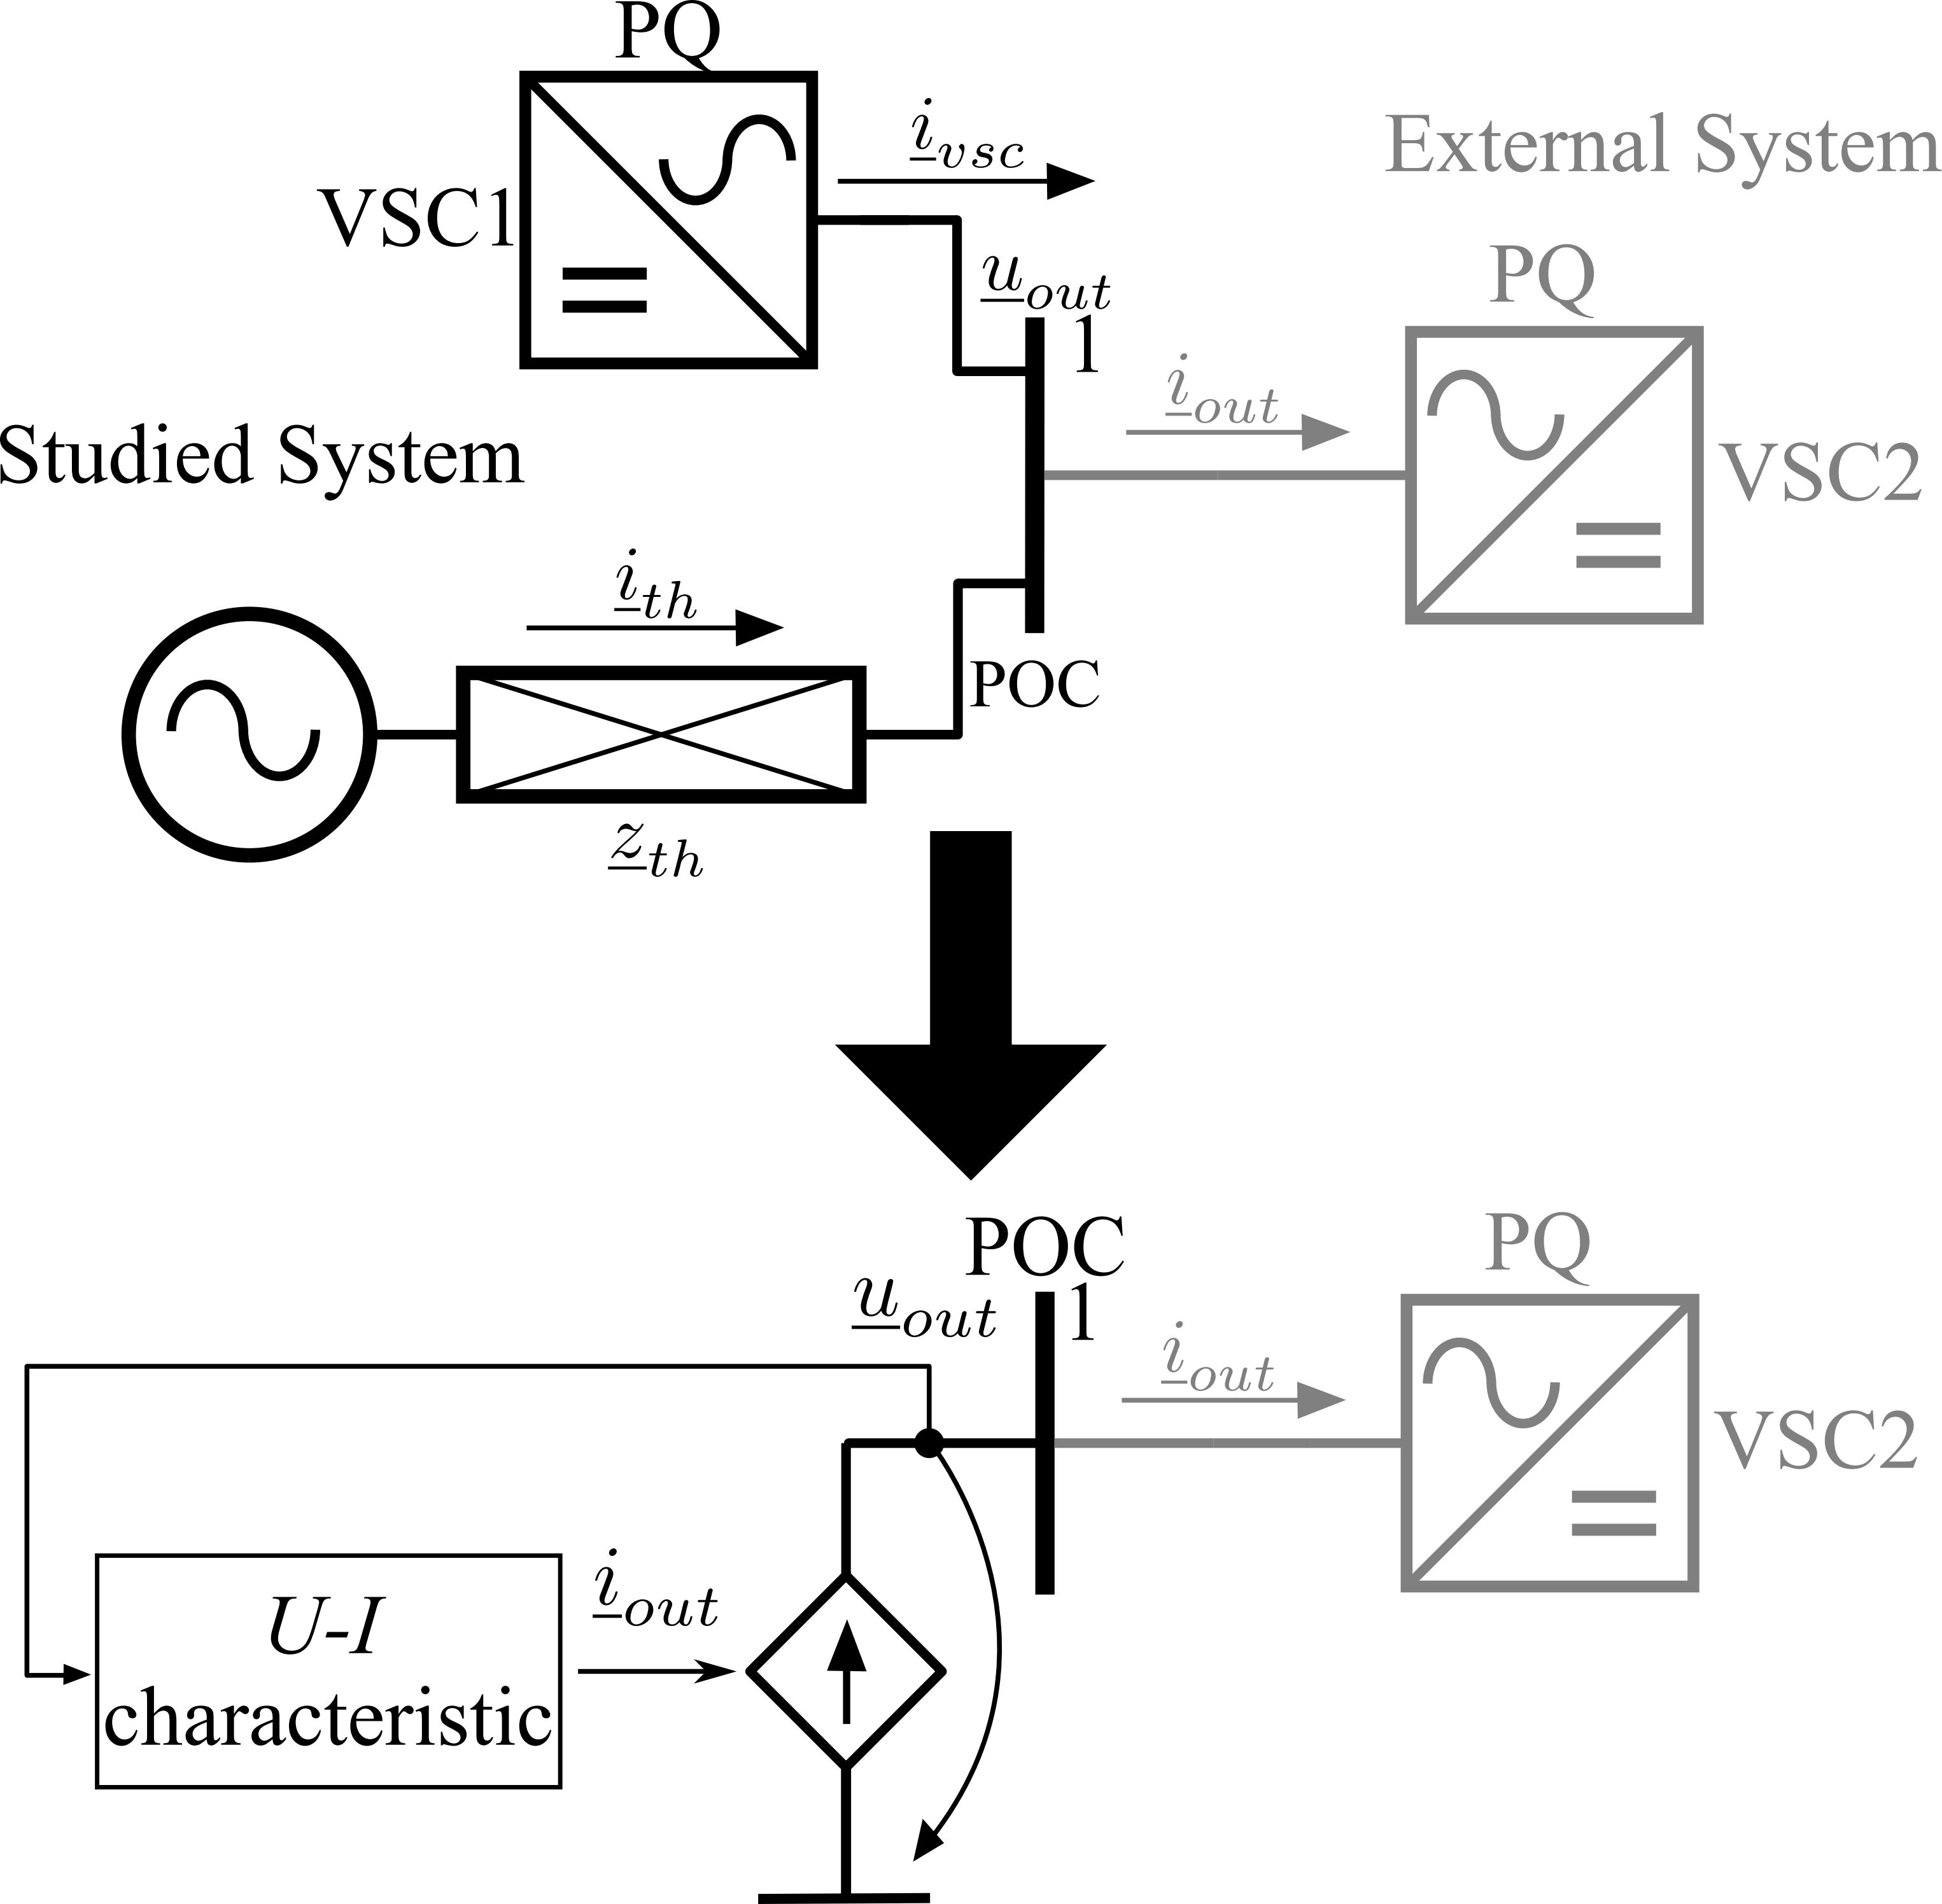 PQ
i_vsc
External System
VSC1
u_out
1
PQ
i_out
Studied System
VSC2
i_th
POC
z_th
POC
PQ
u_out
1
i_out
VSC2
U-I
characteristic
i_out